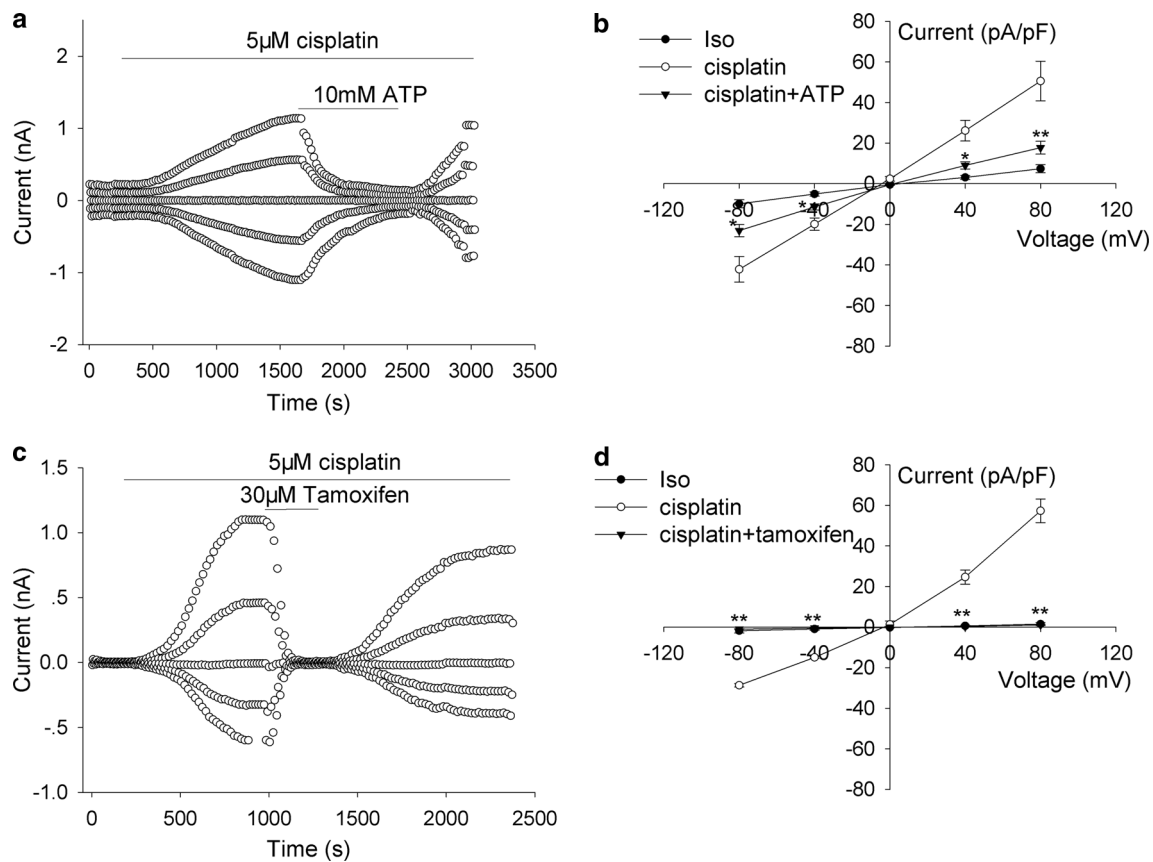 a
5µM cisplatin
10mM ATP
2
1
0
-1
-2
Current (nA)
0 500 1000 1500 2000 2500 3000 3500
Time (s)
b
Iso
cisplatin
cisplatin+ATP
Current (pA/pF)
80
60
40
20
0
-20
-40
-60
-80
-120 -80 -40 40 80 120
* * * **
Voltage (mV)
c
5µM cisplatin
30µM Tamoxifen
1.5
1.0
.5
0.0
-.5
-1.0
Current (nA)
0 500 1000 1500 2000 2500
Time (s)
d
Iso
cisplatin
cisplatin+tamoxifen
Current (pA/pF)
80
60
40
20
0
-20
-40
-60
-80
** ** ** **
-120 -80 -40 40 80 120
Voltage (mV)